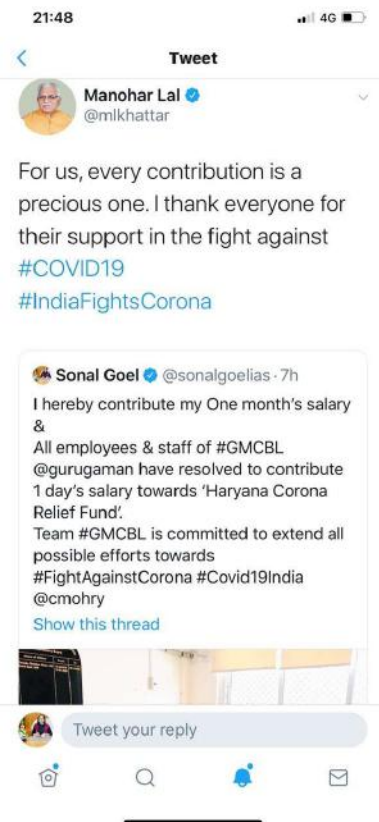 21:48
4G
Tweet
Manohar Lal
@mlkhattar
For us, every contribution is a
precious one. I thank everyone for
their support in the fight against
#COVID19
#IndiaFightsCorona
Sonal Goel @sonalgoelias · 7h
I hereby contribute my One month's salary
&
All employees & staff of #GMCBL
@gurugaman have resolved to contribute
1 day's salary towards ‘Haryana Corona
Relief Fund’.
Team #GMCBL is committed to extend all
possible efforts towards
#FightAgainstCorona #Covid19India
@cmohry
Show this thread
Tweet your reply